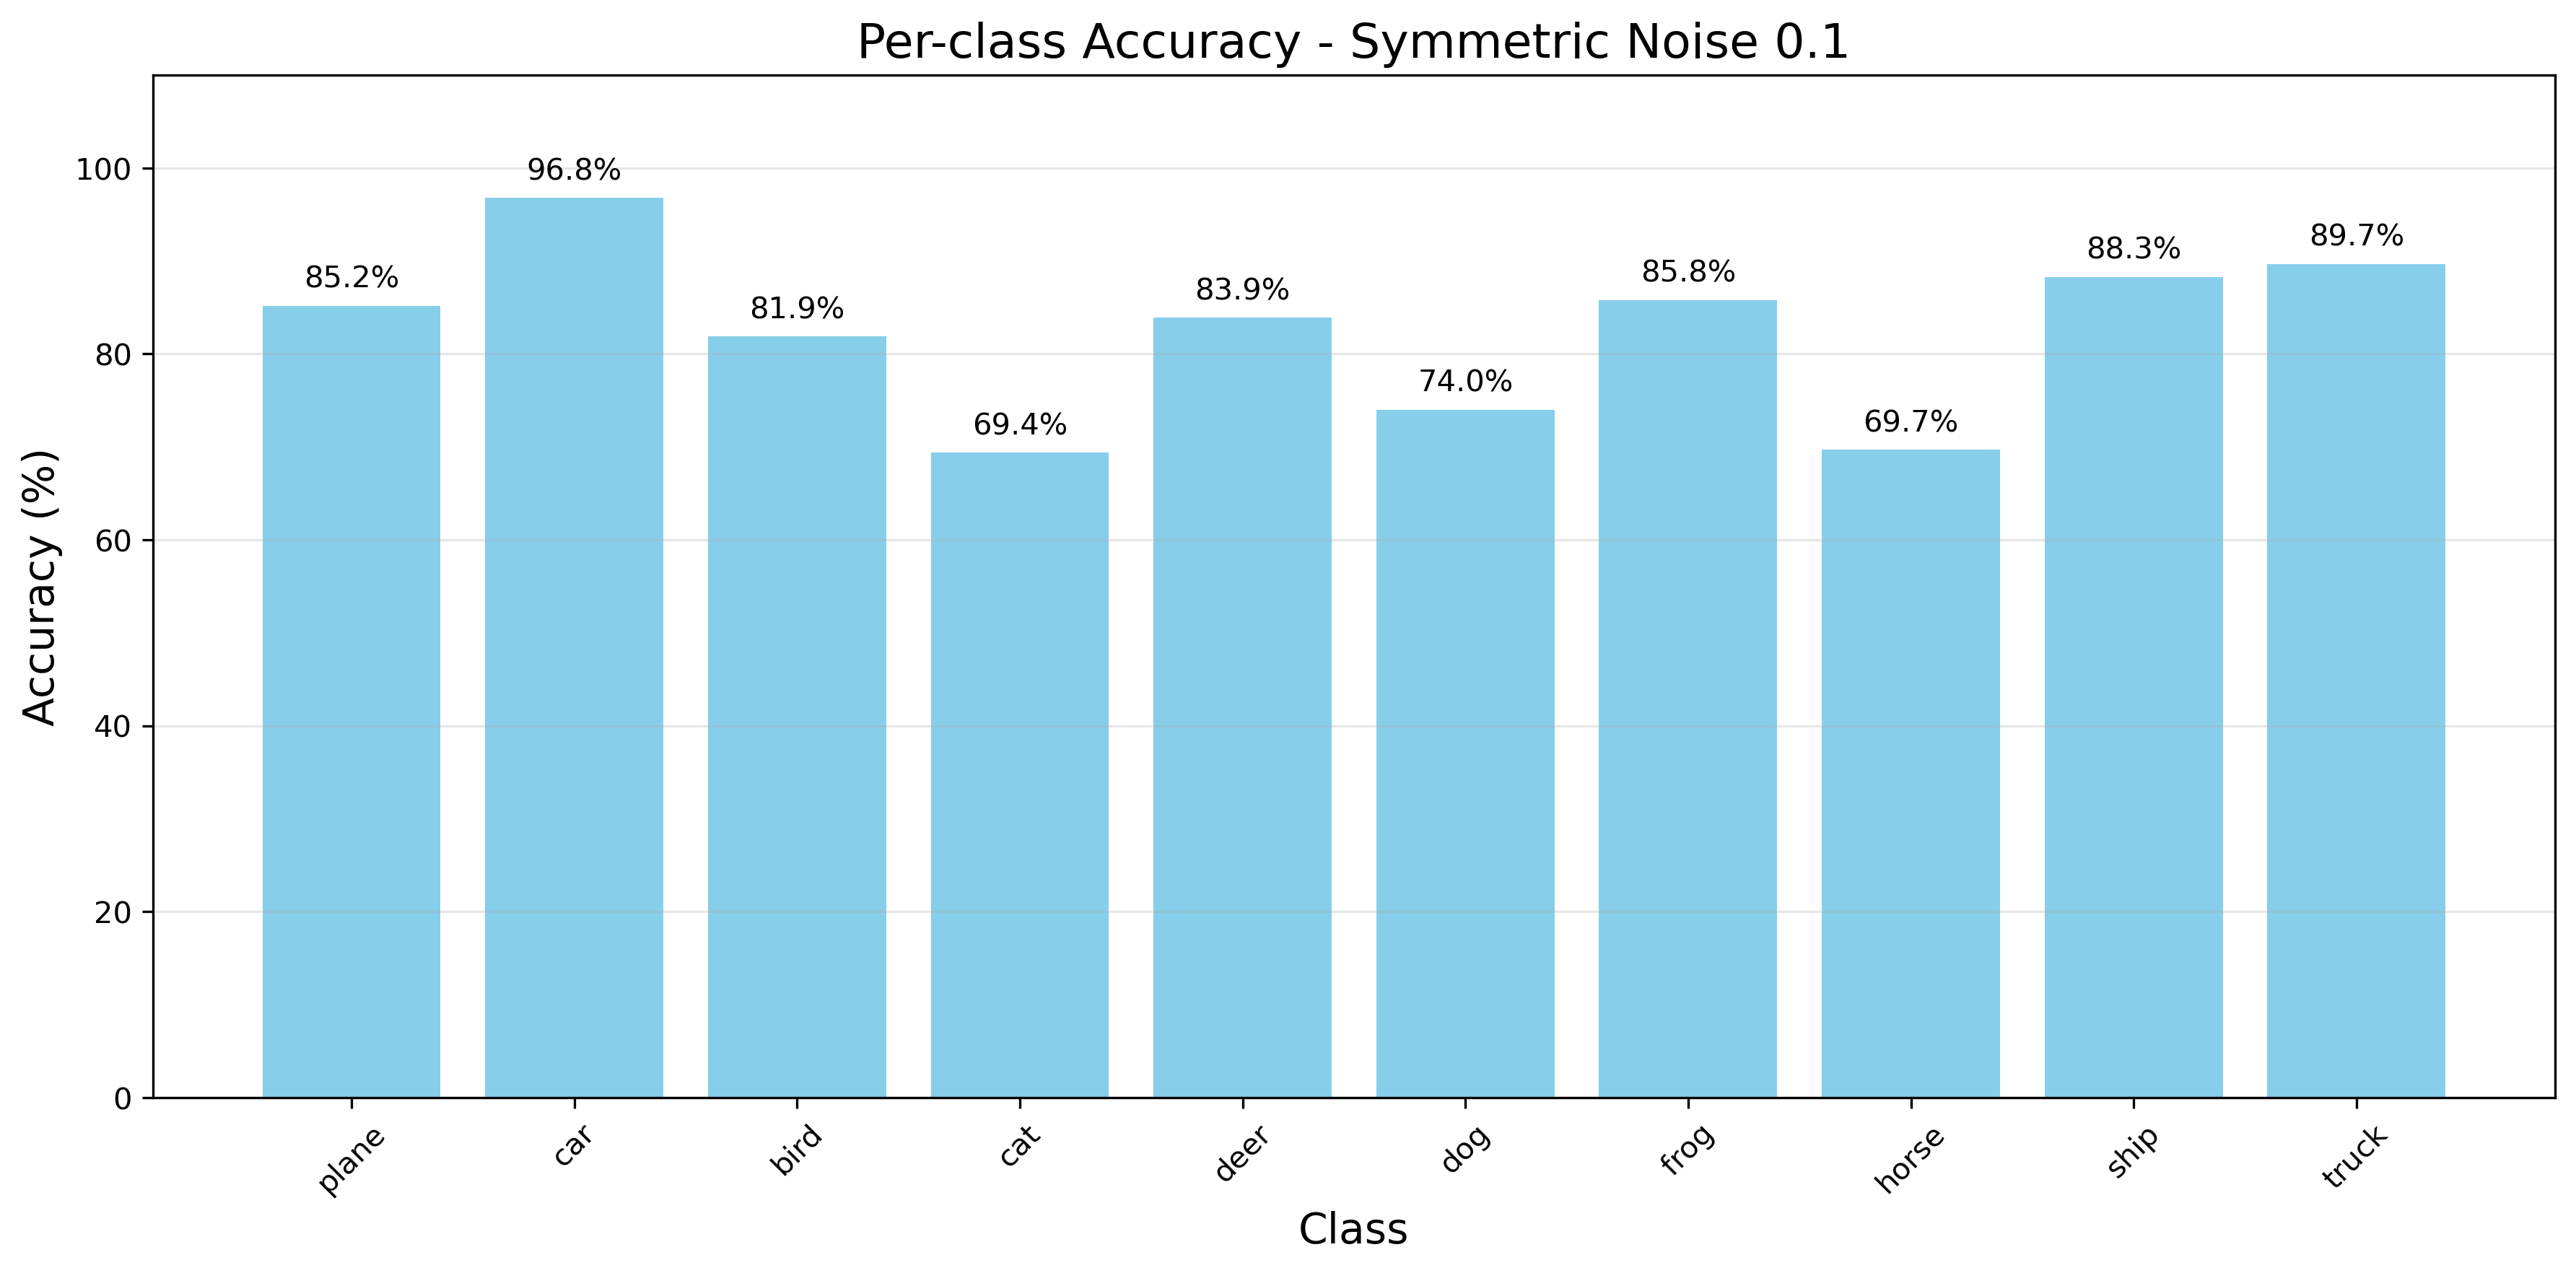 Per-class Accuracy - Symmetric Noise 0.1
Accuracy (%)
100
80
60
40
20
0
85.2%
96.8%
81.9%
69.4%
83.9%
74.0%
85.8%
69.7%
88.3%
89.7%
plane
car
bird
cat
deer
dog
frog
horse
ship
truck
Class